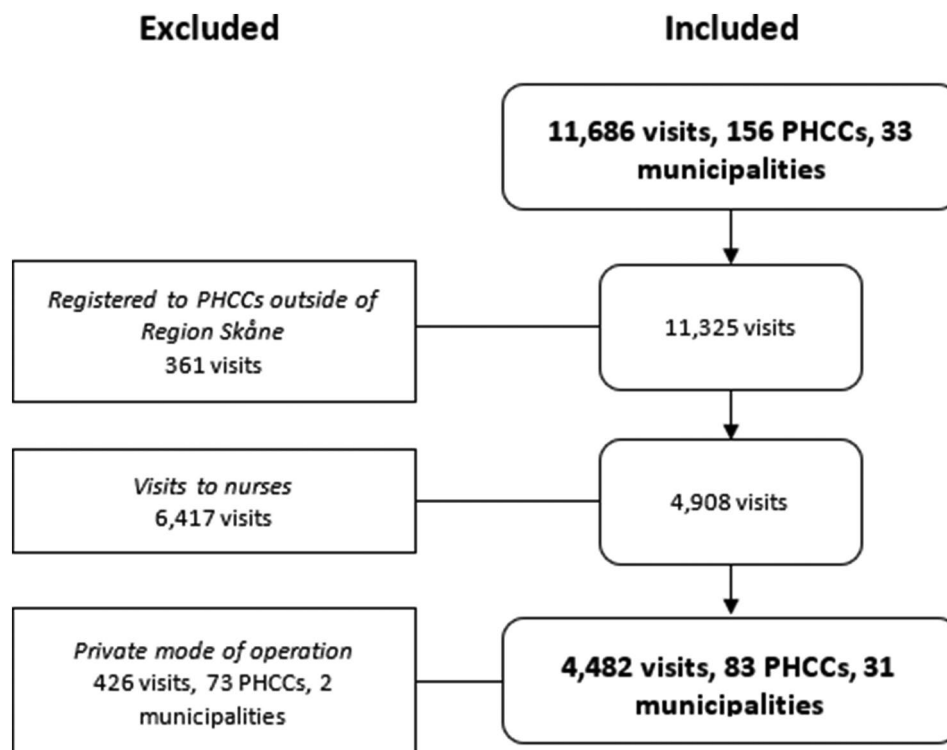 Excluded
Included
11,686 visits, 156 PHCCs, 33
municipalities
Registered to PHCCs outside of
Region Skåne
361 visits
11,325 visits
Visits to nurses
6,417 visits
4,908 visits
Private mode of operation
426 visits, 73 PHCCs, 2
municipalities
4,482 visits, 83 PHCCs, 31
municipalities